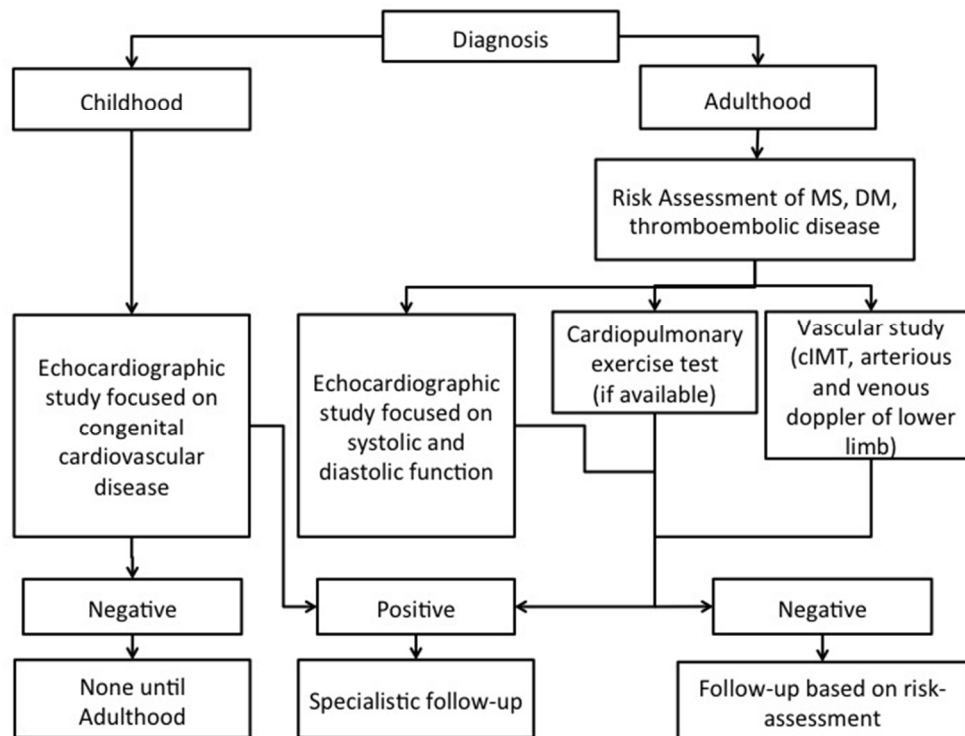 Diagnosis
Childhood
Adulthood
Risk Assessment of MS, DM,
thromboembolic disease
Echocardiographic
study focused on
congenital
cardiovascular
disease
Echocardiographic
study focused on
systolic and
diastolic function
Cardiopulmonary
exercise test
(if available)
Vascular study
(cIMT, arterious
and venous
doppler of lower
limb)
Negative
Positive
Negative
None until
Adulthood
Specialistic follow-up
Follow-up based on risk-
assessment